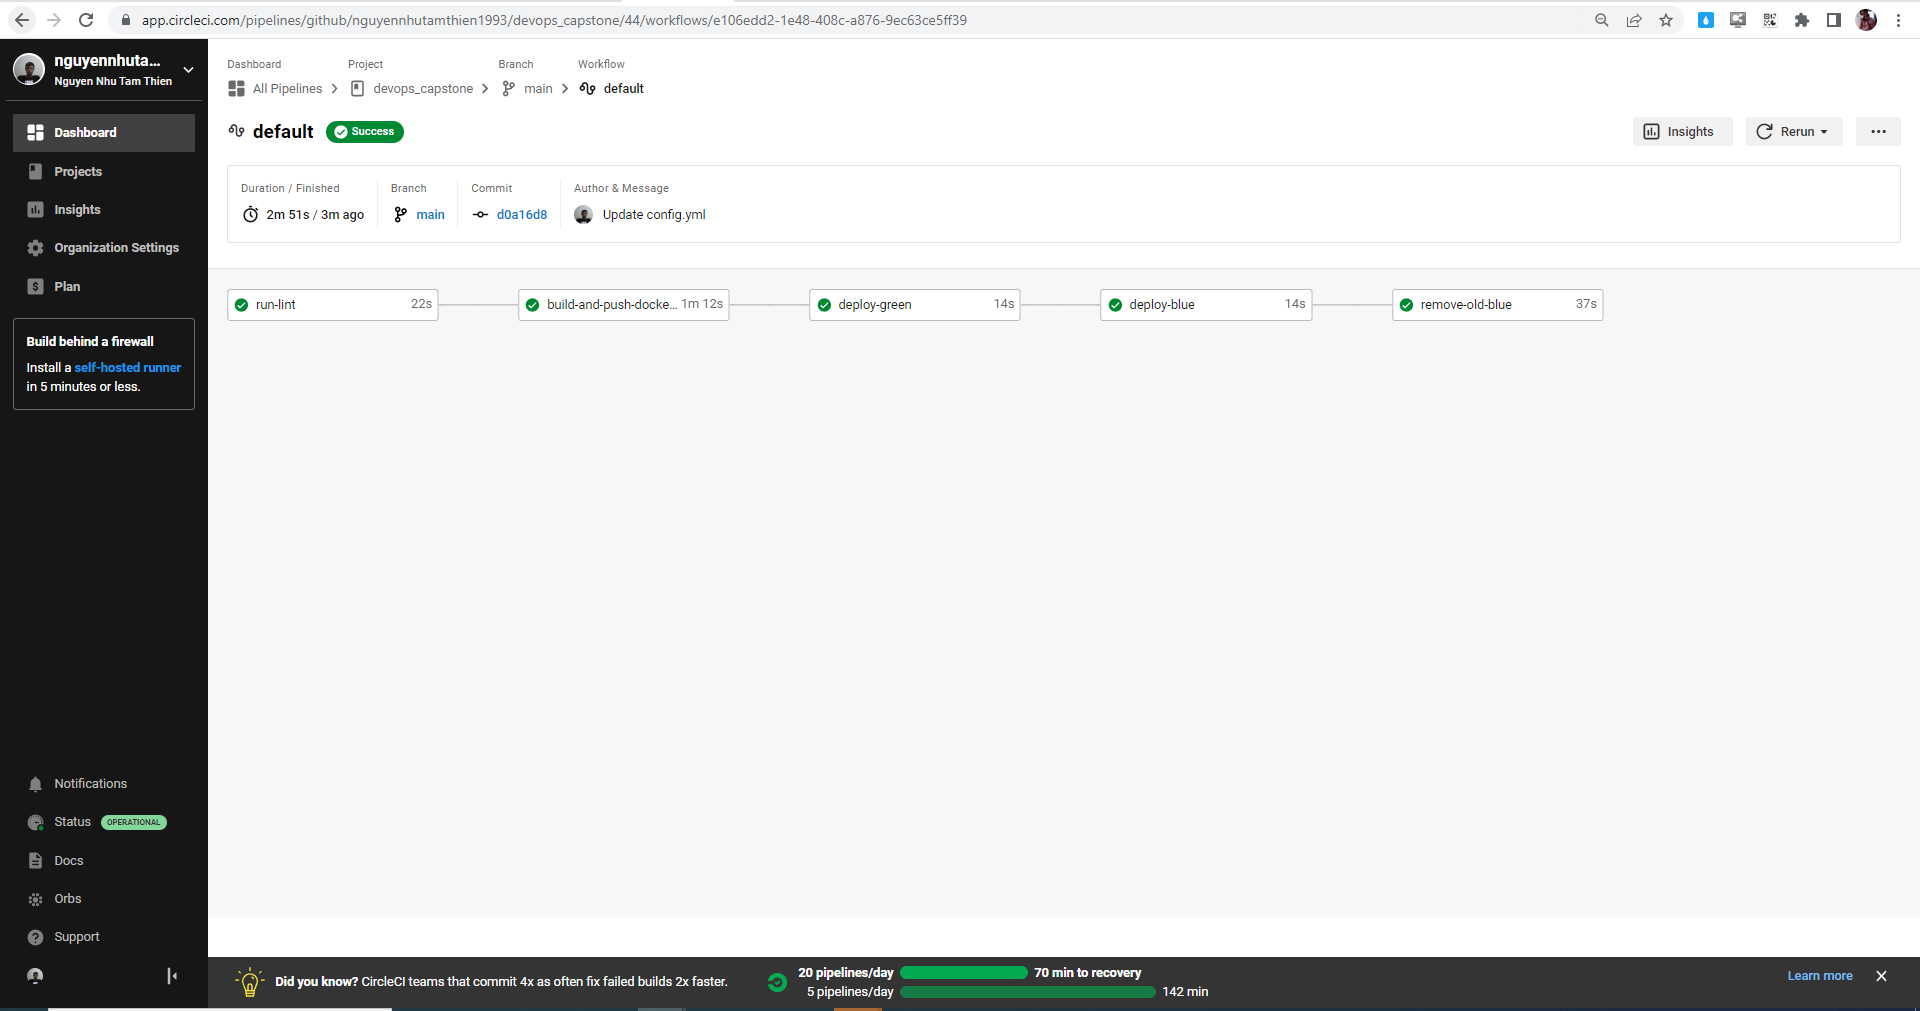 app.circleci.com/pipelines/github/nguyennhutamthien1993/devops_capstone/44/workflows/e106edd2-1e48-408c-a876-9ec63ce5ff39
nguyennhuta...
Nguyen Nhu Tam Thien
Dashboard
Projects
Insights
Organization Settings
Plan
Build behind a firewall
Install a self-hosted runner
in 5 minutes or less.
Notifications
Status OPERATIONAL
Docs
Orbs
Support
Dashboard Project Branch Workflow
All Pipelines devops_capstone main default
default Success
Insights Rerun
Duration / Finished Branch Commit Author & Message
2m 51s / 3m ago main d0a16d8 Update config.yml
run-lint 22s
build-and-push-docke... 1m 12s
deploy-green 14s
deploy-blue 14s
remove-old-blue 37s
Did you know? CircleCI teams that commit 4x as often fix failed builds 2x faster.
20 pipelines/day 70 min to recovery
5 pipelines/day 142 min
Learn more